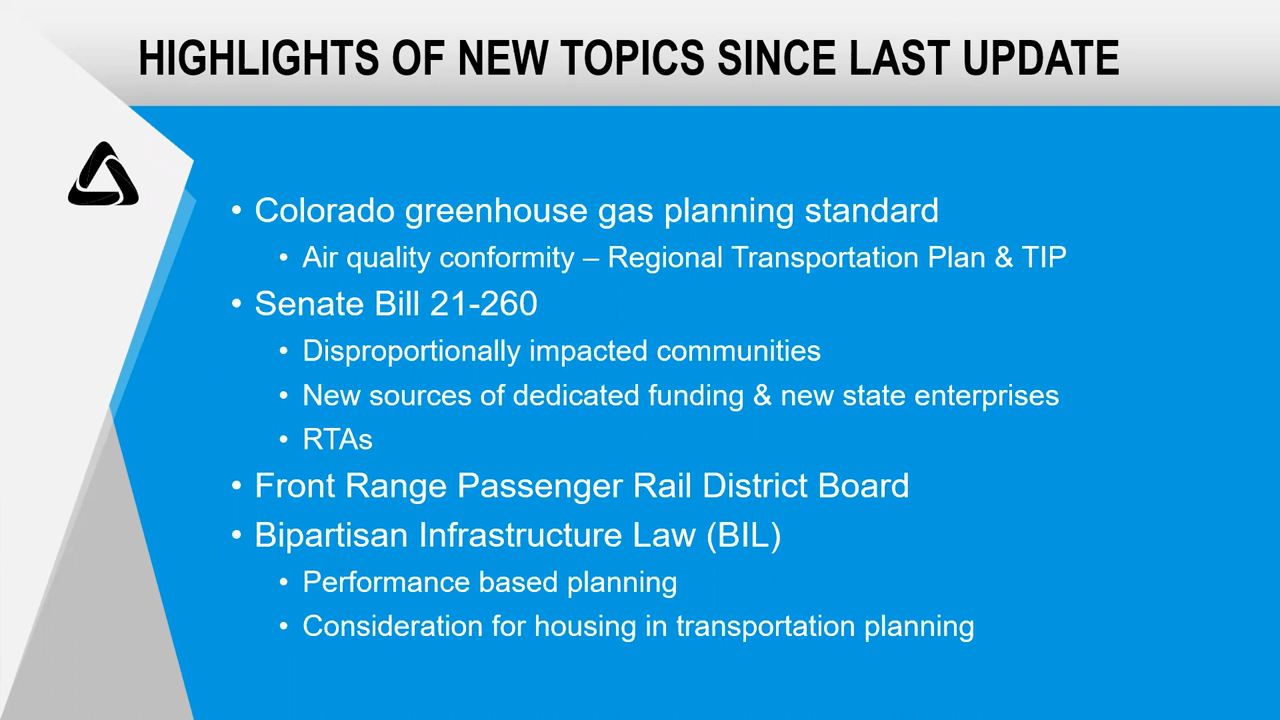 HIGHLIGHTS OF NEW TOPICS SINCE LAST UPDATE
• Colorado greenhouse gas planning standard
• Air quality conformity – Regional Transportation Plan & TIP
• Senate Bill 21-260
• Disproportionally impacted communities
• New sources of dedicated funding & new state enterprises
• RTAs
• Front Range Passenger Rail District Board
• Bipartisan Infrastructure Law (BIL)
• Performance based planning
• Consideration for housing in transportation planning